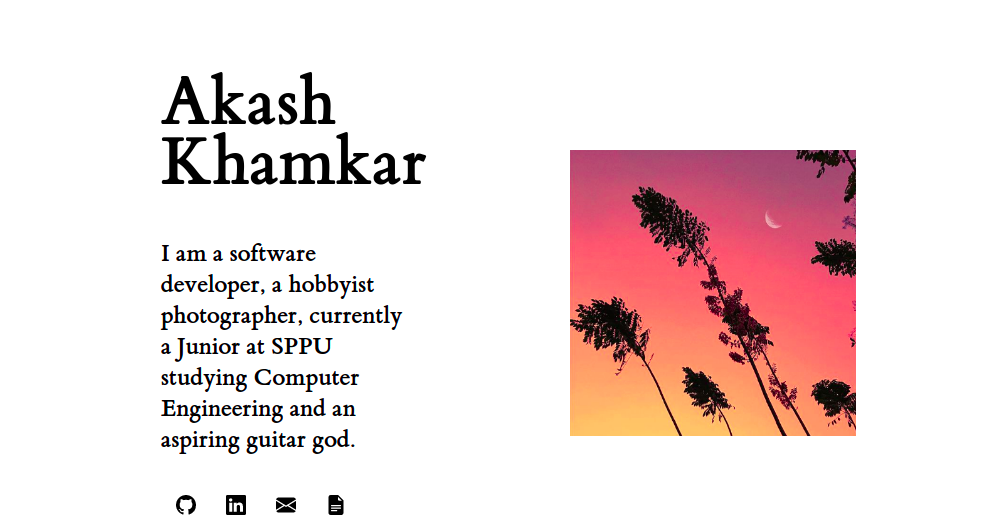 Akash
Khamkar
I am a software
developer, a hobbyist
photographer, currently
a Junior at SPPU
studying Computer
Engineering and an
aspiring guitar god.
in